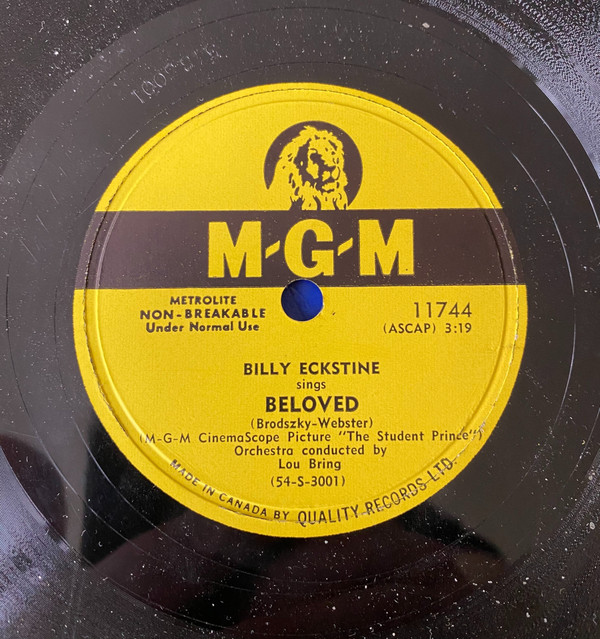 M-G-M
METROLITE
NON-BREAKABLE
Under Normal Use
11744
(ASCAP) 3:19
BILLY ECKSTINE
sings
BELOVED
(Brodszky-Webster)
(M-G-M CinemaScope Picture "The Student Prince")
Orchestra conducted by
Lou Bring
(54-S-3001)
MADE IN CANADA BY QUALITY RECORDS LTD.